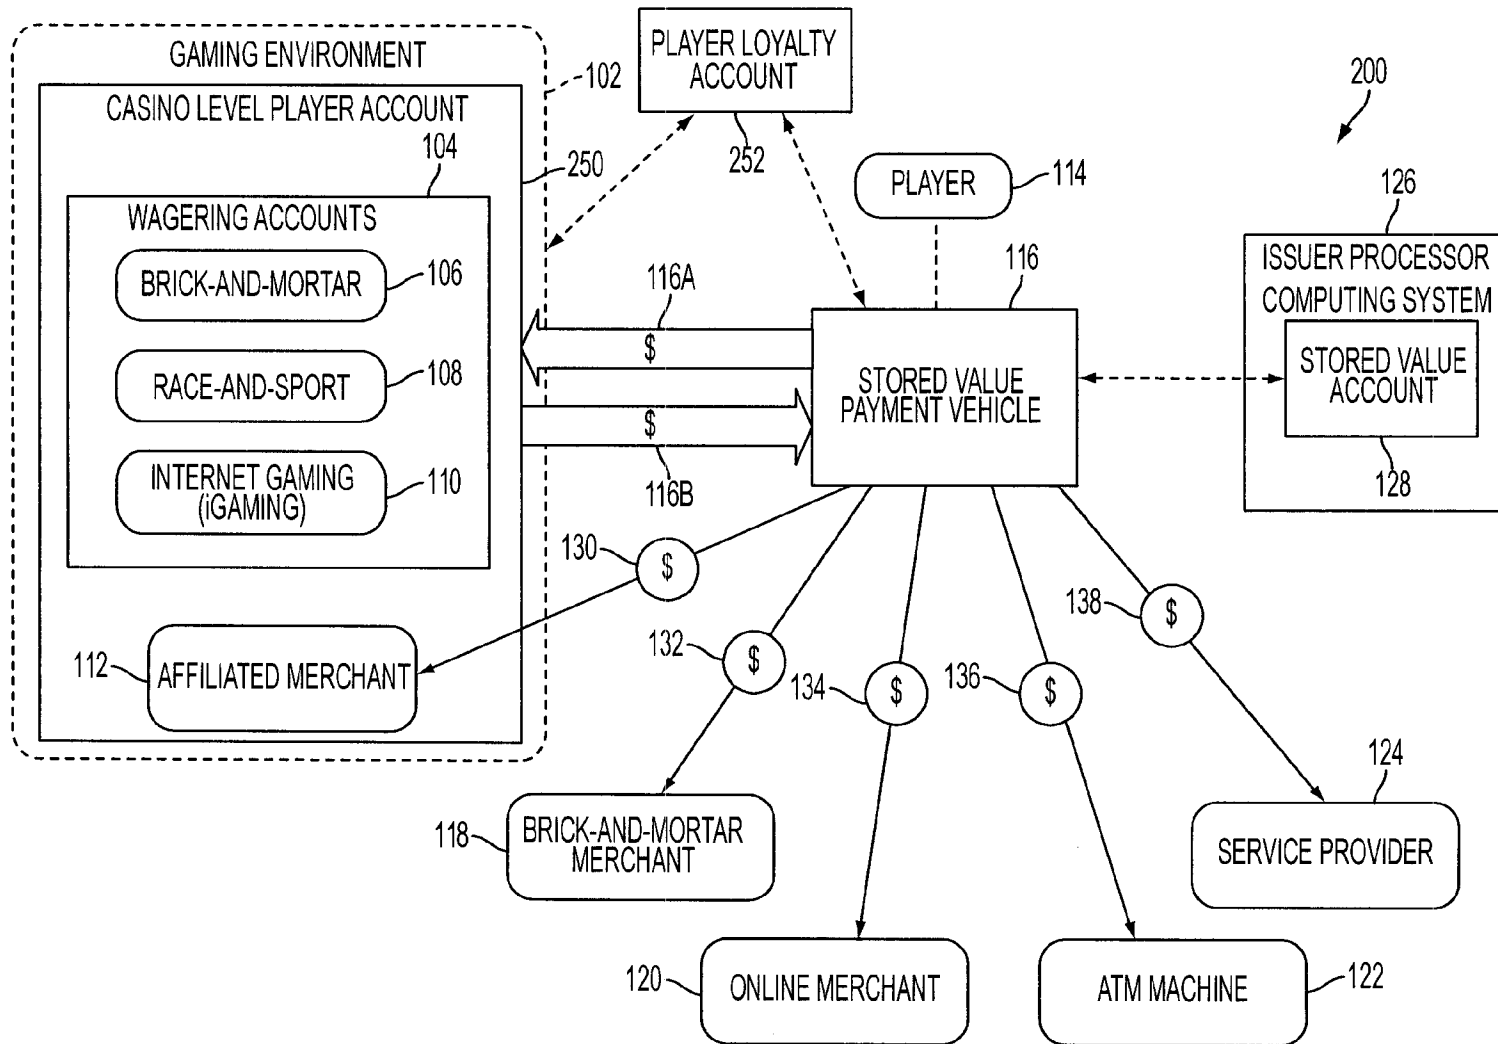 GAMING ENVIRONMENT
102
CASINO LEVEL PLAYER ACCOUNT
104
250
WAGERING ACCOUNTS
BRICK-AND-MORTAR
106
RACE-AND-SPORT
108
INTERNET GAMING
(iGAMING)
110
AFFILIATED MERCHANT
112
PLAYER LOYALTY
ACCOUNT
252
PLAYER
114
200
116
126
ISSUER PROCESSOR
COMPUTING SYSTEM
STORED VALUE
ACCOUNT
128
116A
$
$
116B
STORED VALUE
PAYMENT VEHICLE
130
$
132
$
134
$
136
$
138
$
118
BRICK-AND-MORTAR
MERCHANT
120
ONLINE MERCHANT
ATM MACHINE
122
124
SERVICE PROVIDER